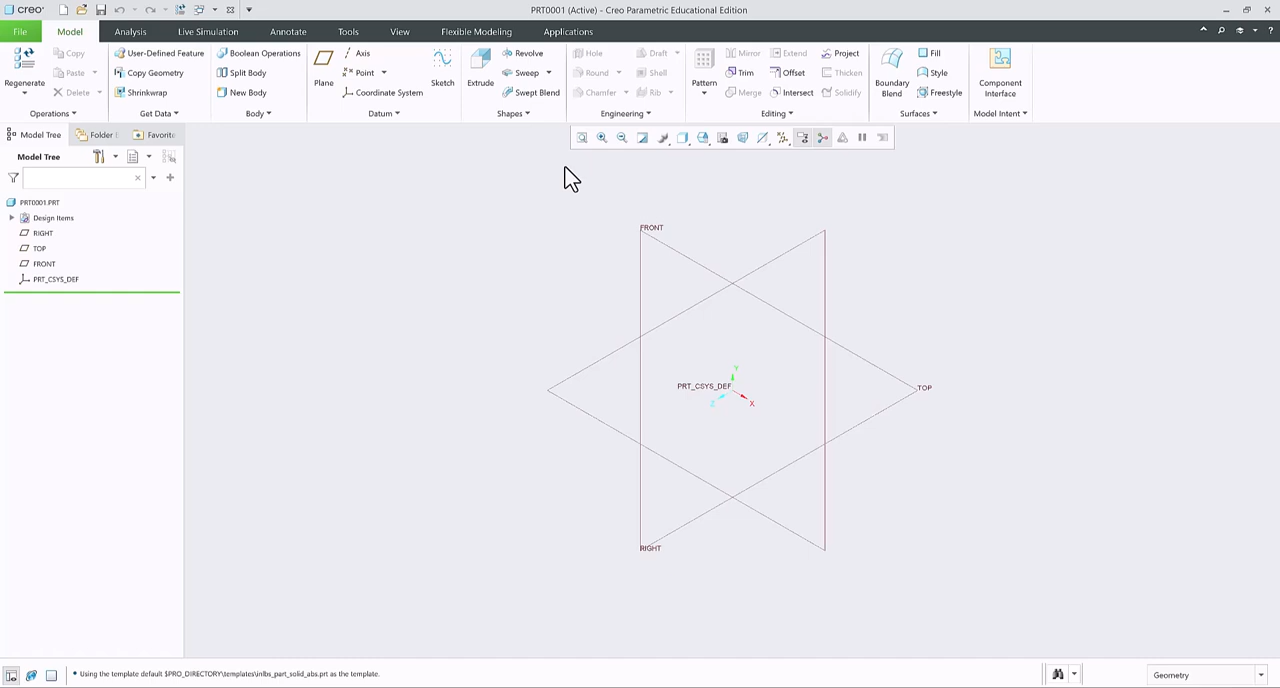 creo
PRT0001 (Active) - Creo Parametric Educational Edition
File
Model
Analysis
Live Simulation
Annotate
Tools
View
Flexible Modeling
Applications
Regenerate
Copy
Paste
Delete
Operations
User-Defined Feature
Copy Geometry
Shrinkwrap
Get Data
Boolean Operations
Split Body
New Body
Body
Plane
Axis
Point
Coordinate System
Sketch
Datum
Extrude
Revolve
Sweep
Swept Blend
Shapes
Hole
Round
Chamfer
Draft
Shell
Rib
Engineering
Pattern
Mirror
Trim
Merge
Extend
Offset
Intersect
Project
Thicken
Solidify
Editing
Boundary
Blend
Fill
Style
Freestyle
Surfaces
Component
Interface
Model Intent
Model Tree
Folder
Favorite
Model Tree
PRT0001.PRT
Design Items
RIGHT
TOP
FRONT
PRT_CSYS_DEF
FRONT
Y
PRT_CSYS_DEF
Z
X
TOP
RIGHT
• Using the template default $PRO_DIRECTORY\templates\inlbs_part_solid_abs.prt as the template.
Geometry